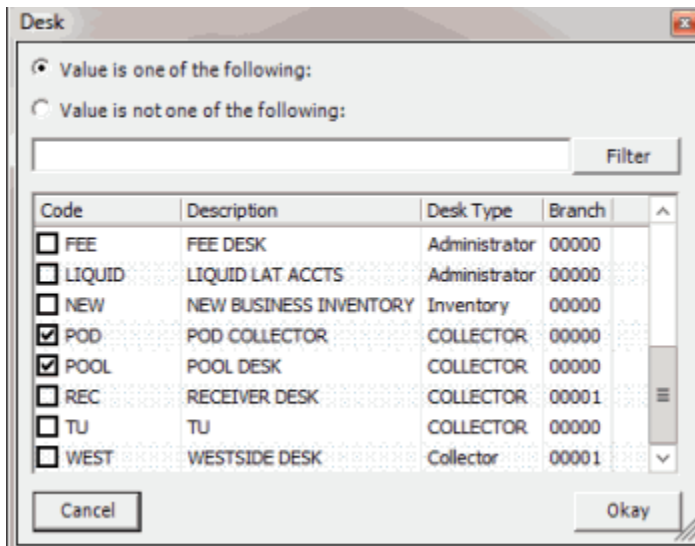 Desk
Value is one of the following:
Value is not one of the following:
Filter
Code Description Desk Type Branch
FEE FEE DESK Administrator 00000
LIQUID LIQUID LAT ACCTS Administrator 00000
NEW NEW BUSINESS INVENTORY Inventory 00000
POD POD COLLECTOR COLLECTOR 00000
POOL POOL DESK COLLECTOR 00000
REC RECEIVER DESK COLLECTOR 00001
TU TU COLLECTOR 00000
WEST WESTSIDE DESK Collector 00001
Cancel Okay